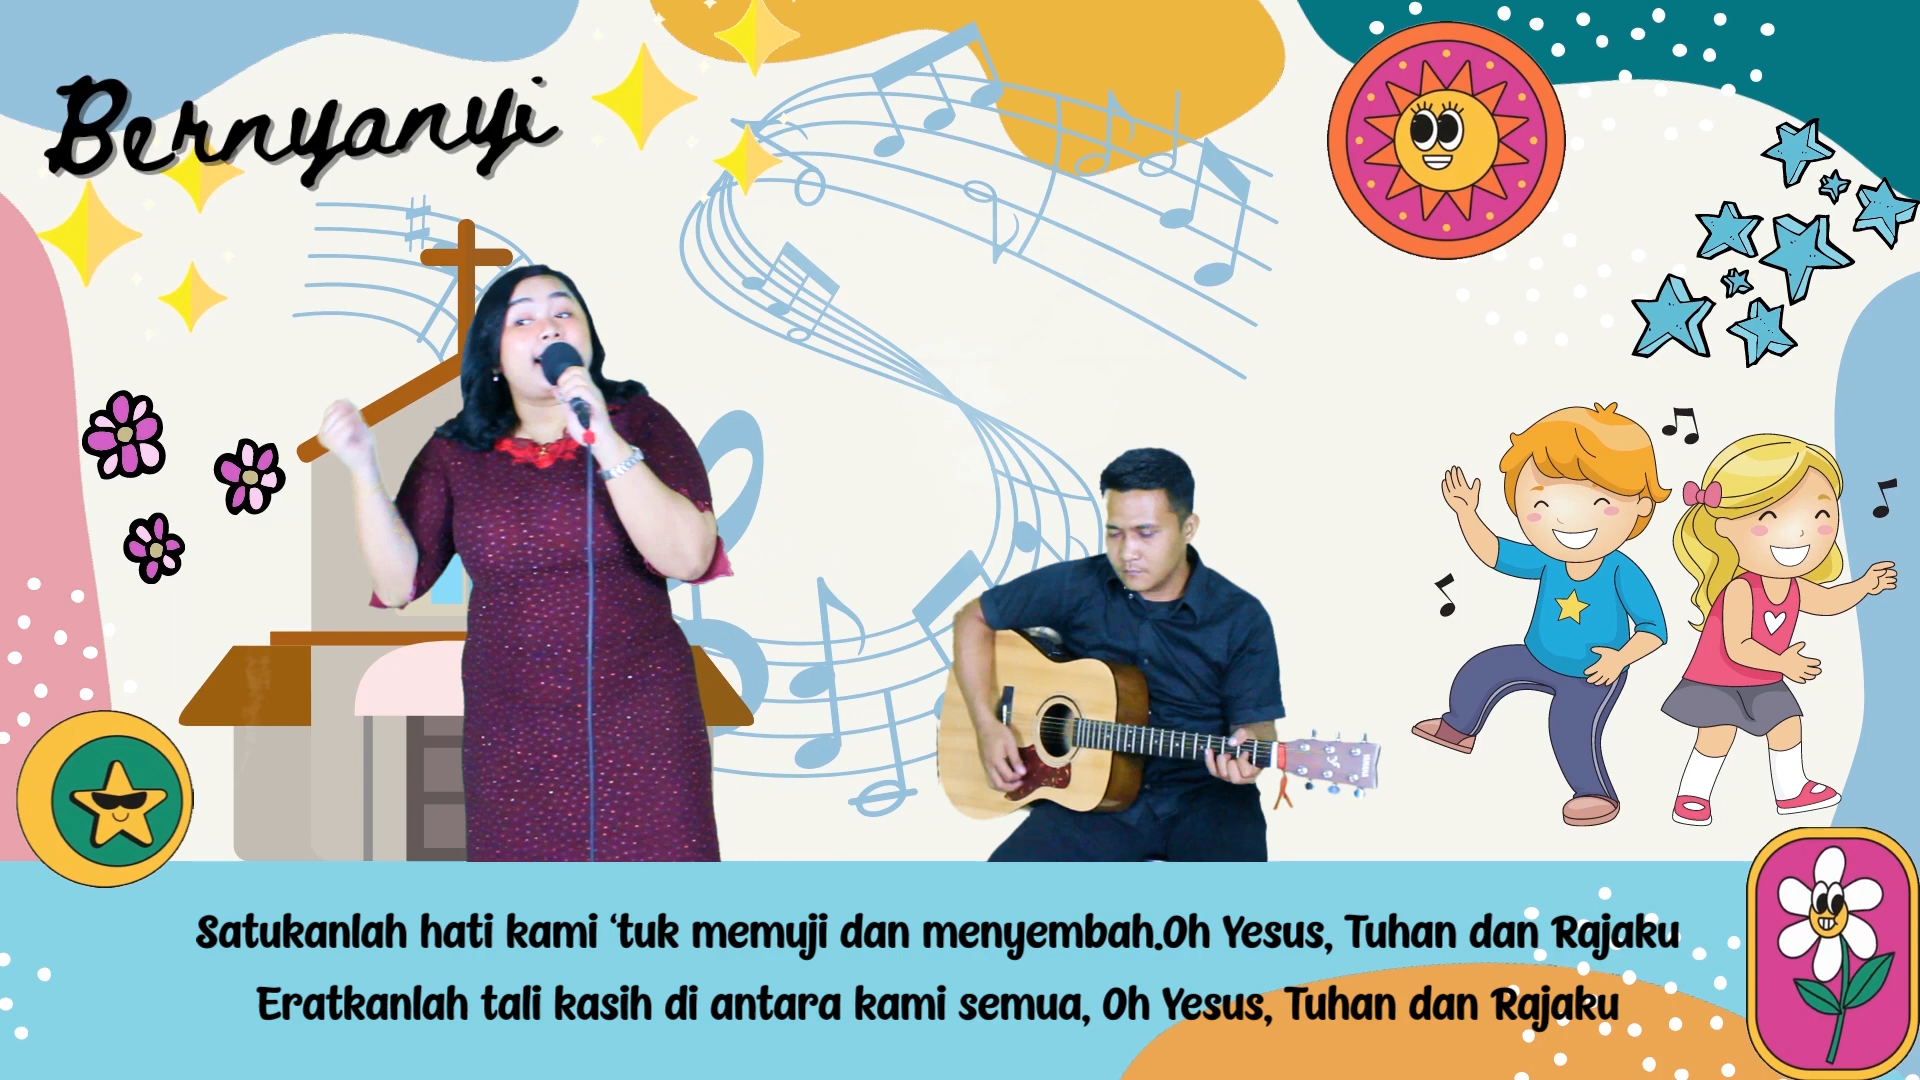 Bernyanyi
Satukanlah hati kami ‘tuk memuji dan menyembah.Oh Yesus, Tuhan dan Rajaku
Eratkanlah tali kasih di antara kami semua, Oh Yesus, Tuhan dan Rajaku